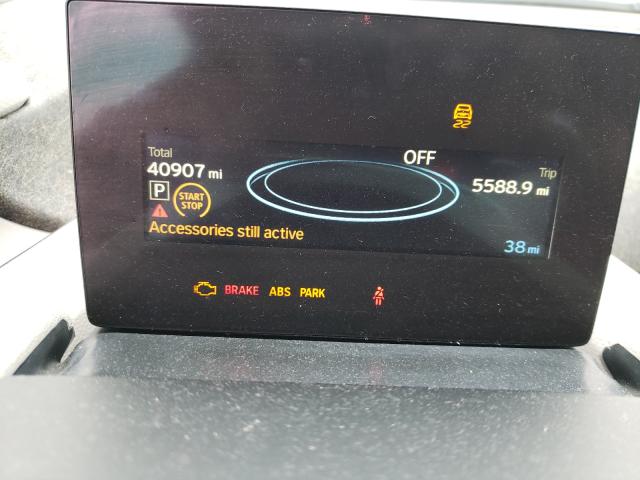 Total
OFF
40907 mi
Trip
5588.9 mi
P
START
STOP
Accessories still active
38 mi
BRAKE ABS PARK